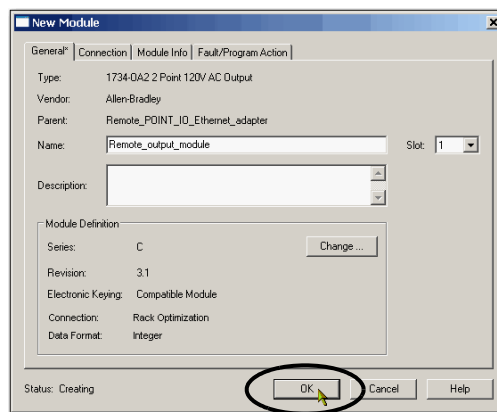 New Module
General* Connection Module Info Fault/Program Action
Type: 1734-OA2 2 Point 120V AC Output
Vendor: Allen-Bradley
Parent: Remote_POINT_IO_Ethernet_adapter
Name: Remote_output_module Slot: 1
Description:
Module Definition
Series: C Change ...
Revision: 3.1
Electronic Keying: Compatible Module
Connection: Rack Optimization
Data Format: Integer
Status: Creating OK Cancel Help